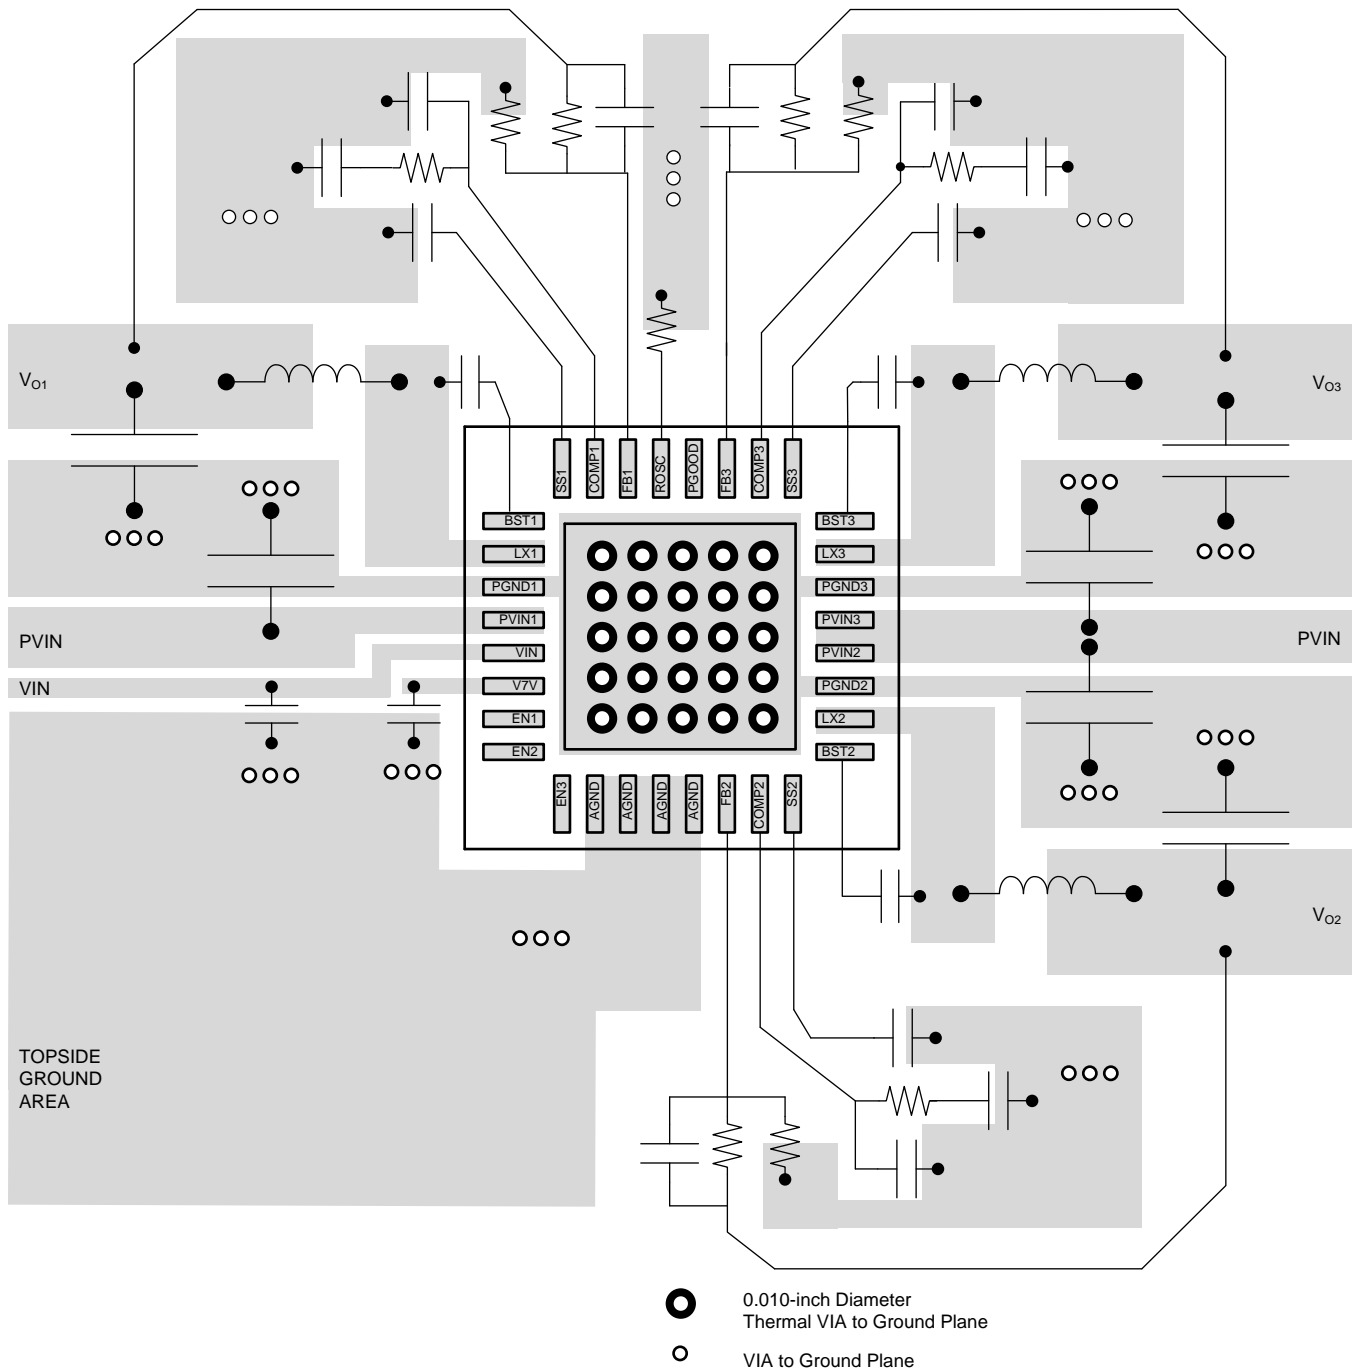 VO1
VO3
SS1
COMP1
FB1
ROSC
PGOOD
FB3
COMP3
SS3
BST1
BST3
LX1
LX3
PGND1
PGND3
PVIN
PVIN1
PVIN3
PVIN
VIN
VIN
PVIN2
V7V
PGND2
EN1
LX2
EN2
BST2
EN3
AGND
AGND
AGND
AGND
FB2
COMP2
SS2
VO2
TOPSIDE
GROUND
AREA
0.010-inch Diameter
Thermal VIA to Ground Plane
VIA to Ground Plane